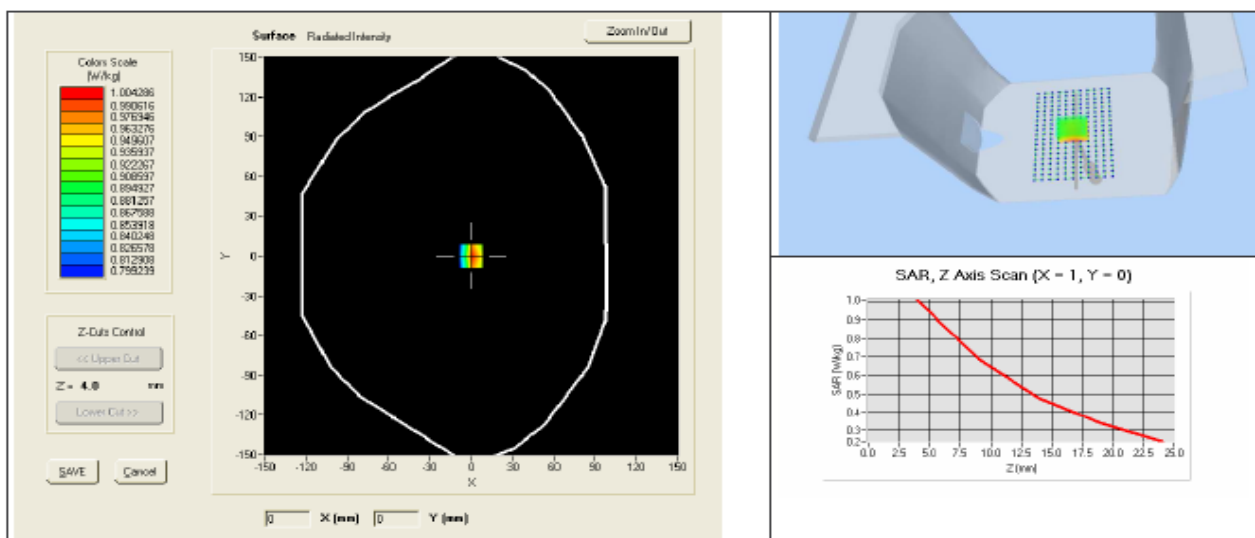 Surface Radiated Intensity
Zoom In/Out
Colors Scale
(W/kg)
1.004286
0.990616
0.976946
0.963276
0.949607
0.935937
0.922267
0.908597
0.894927
0.881257
0.867588
0.853918
0.840248
0.826578
0.812908
0.799239
Z-Cuts Control
<< Upper Cut
Z = 4.0 mm
Lower Cut >>
SAVE
Cancel
150
120
90
60
30
0
-30
-60
-90
-120
-150
Y
-150 -120 -90 -60 -30 0 30 60 90 120 150
X
0 X (mm) 0 Y (mm)
SAR, Z Axis Scan (X = 1, Y = 0)
1.0
0.9
0.8
0.7
0.6
0.5
0.4
0.3
0.2
SAR (W/kg)
0.0 2.5 5.0 7.5 10.0 12.5 15.0 17.5 20.0 22.5 25.0
Z (mm)